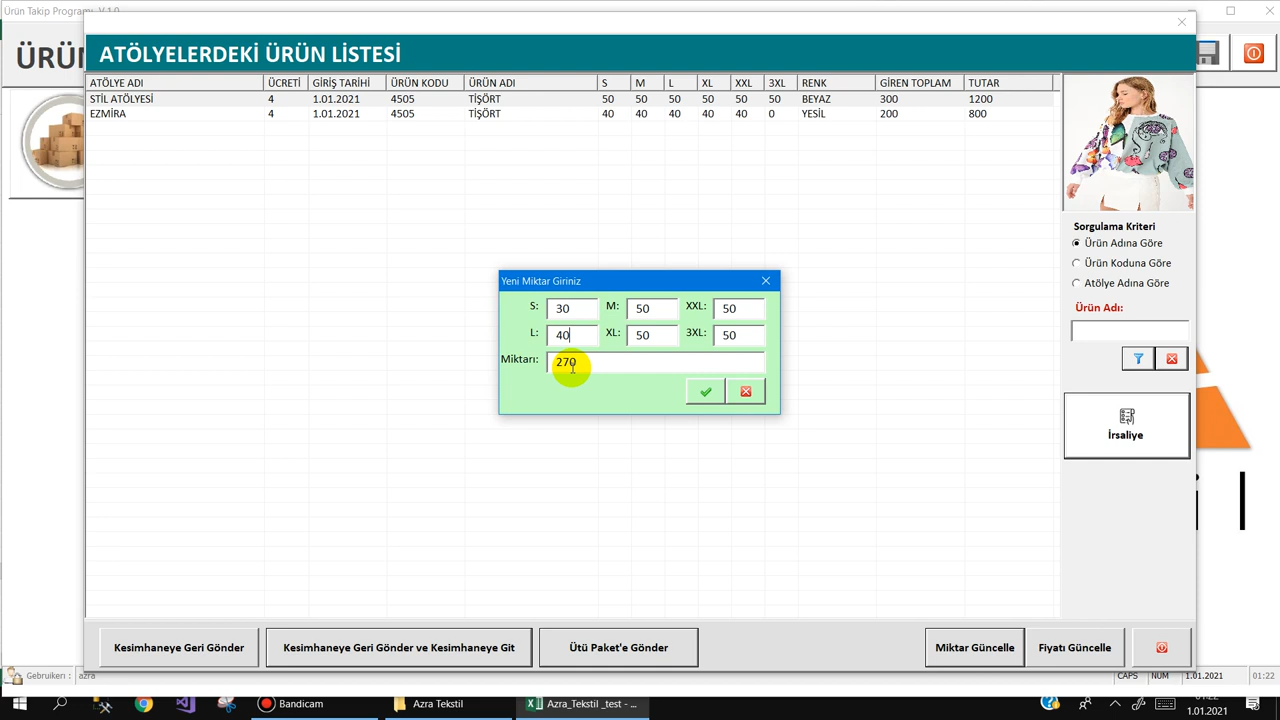 Ürün Takip Programı V.1.0
ÜRÜN
ATÖLYELERDEKİ ÜRÜN LİSTESİ
ATÖLYE ADI ÜCRETİ GİRİŞ TARİHİ ÜRÜN KODU ÜRÜN ADI S M L XL XXL 3XL RENK GİREN TOPLAM TUTAR
STİL ATÖLYESİ 4 1.01.2021 4505 TİŞÖRT 50 50 50 50 50 50 BEYAZ 300 1200
EZMİRA 4 1.01.2021 4505 TİŞÖRT 40 40 40 40 40 0 YESİL 200 800
Sorgulama Kriteri
Ürün Adına Göre
Ürün Koduna Göre
Atölye Adına Göre
Ürün Adı:
İrsaliye
Yeni Miktar Giriniz
S: 30 M: 50 XXL: 50
L: 40 XL: 50 3XL: 50
Miktarı: 270
Kesimhaneye Geri Gönder Kesimhaneye Geri Gönder ve Kesimhaneye Git Ütü Paket'e Gönder Miktar Güncelle Fiyatı Güncelle
Gebruikerı : azra CAPS NUM 1.01.2021 01:22
Bandicam Azra Tekstil Azra_Tekstil _test - ... 01:22
1.01.2021